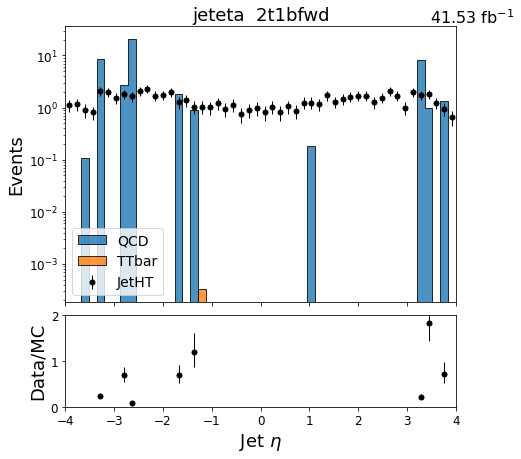 jeteta 2t1bfwd
41.53 fb⁻¹
Events
10¹
10⁰
10⁻¹
10⁻²
10⁻³
QCD
TTbar
JetHT
Data/MC
2
1
0
−4 −3 −2 −1 0 1 2 3 4
Jet η